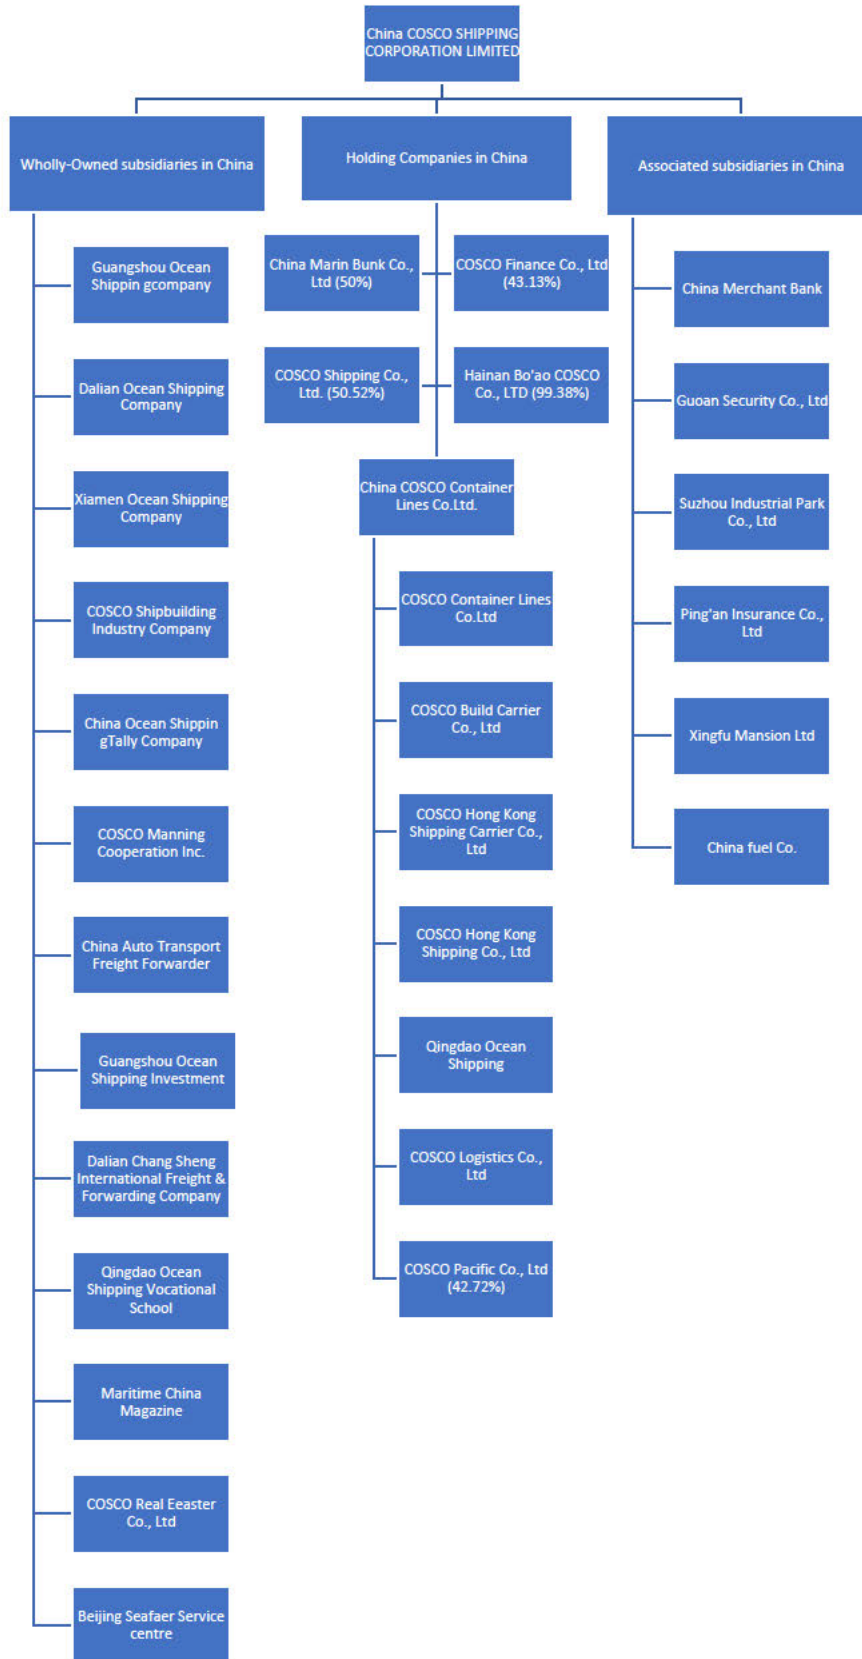 China COSCO SHIPPING
CORPORATION LIMITED
Wholly-Owned subsidiaries in China
Guangshou Ocean
Shippin gcompany
Dalian Ocean Shipping
Company
Xiamen Ocean Shipping
Company
COSCO Shipbuilding
Industry Company
China Ocean Shippin
gTally Company
COSCO Manning
Cooperation Inc.
China Auto Transport
Freight Forwarder
Guangshou Ocean
Shipping Investment
Dalian Chang Sheng
International Freight &
Forwarding Company
Qingdao Ocean
Shipping Vocational
School
Maritime China
Magazine
COSCO Real Eeaster
Co., Ltd
Beijing Seafaer Service
centre
Holding Companies in China
China Marin Bunk Co.,
Ltd (50%)
COSCO Finance Co., Ltd
(43.13%)
COSCO Shipping Co.,
Ltd. (50.52%)
Hainan Bo'ao COSCO
Co., LTD (99.38%)
China COSCO Container
Lines Co.Ltd.
COSCO Container Lines
Co.Ltd
COSCO Build Carrier
Co., Ltd
COSCO Hong Kong
Shipping Carrier Co.,
Ltd
COSCO Hong Kong
Shipping Co., Ltd
Qingdao Ocean
Shipping
COSCO Logistics Co.,
Ltd
COSCO Pacific Co., Ltd
(42.72%)
Associated subsidiaries in China
China Merchant Bank
Guoan Security Co., Ltd
Suzhou Industrial Park
Co., Ltd
Ping'an Insurance Co.,
Ltd
Xingfu Mansion Ltd
China fuel Co.